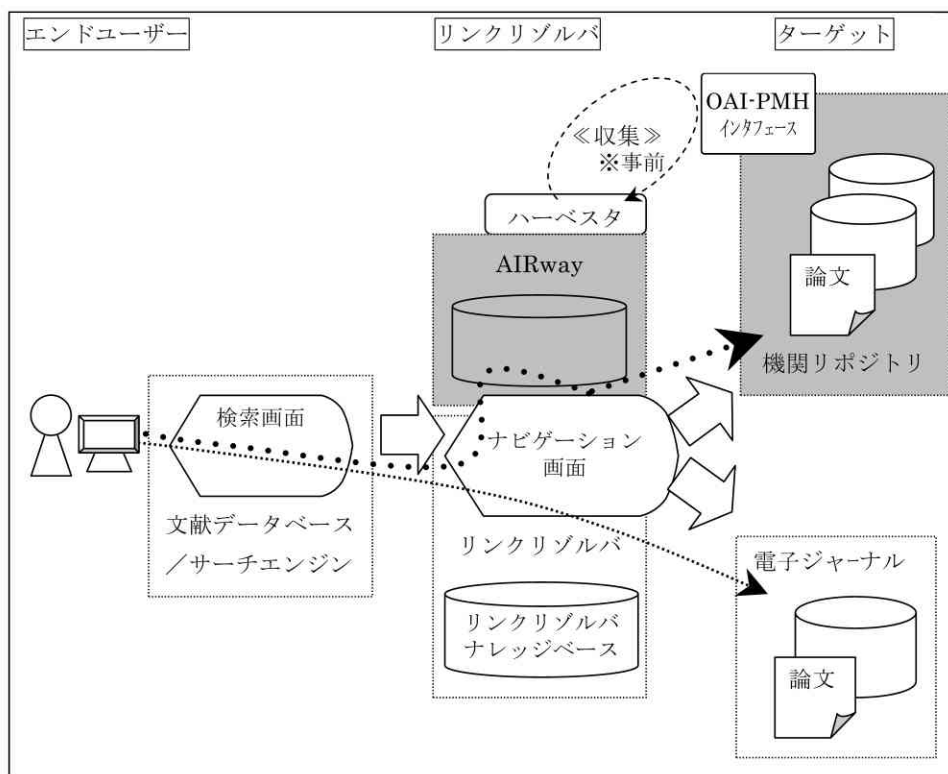 エンドユーザー
リンクリゾルバ
ターゲット
OAI-PMH
インタフェース
≪収集≫
※事前
ハーベスタ
AIRway
論文
機関リポジトリ
検索画面
文献データベース
／サーチエンジン
ナビゲーション
画面
リンクリゾルバ
リンクリゾルバ
ナレッジベース
電子ジャーナル
論文